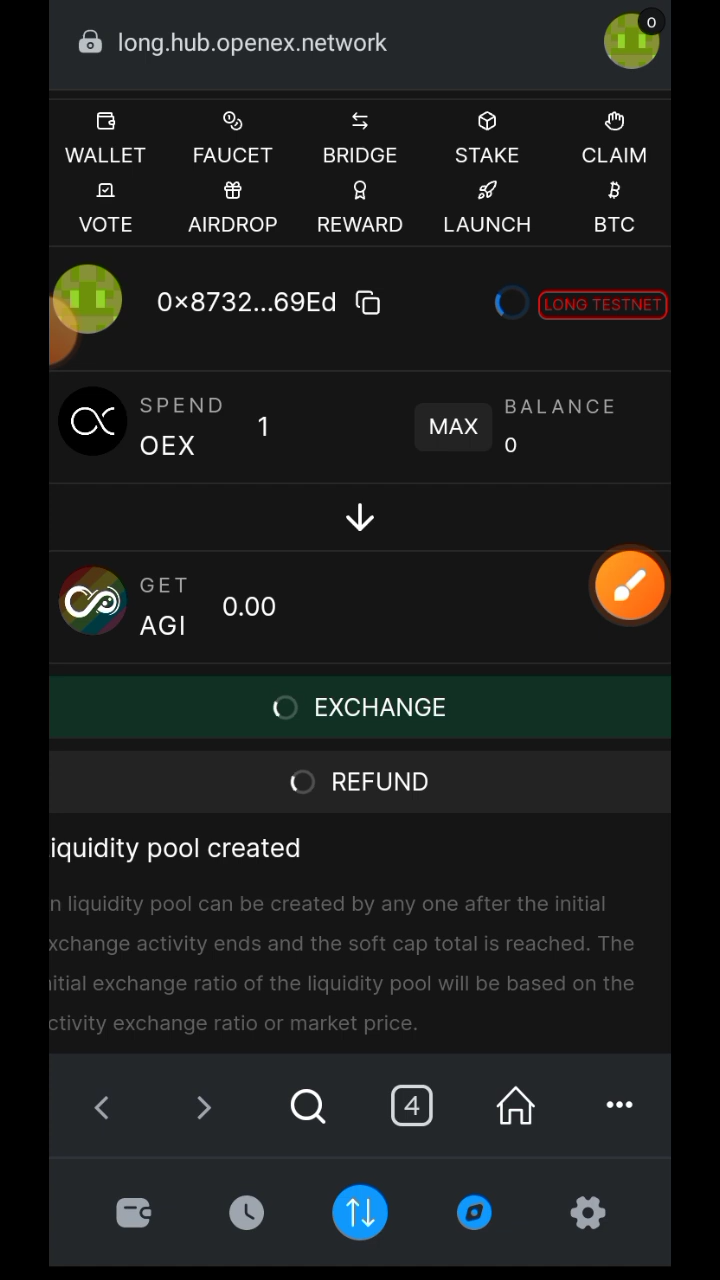 long.hub.openex.network
0
WALLET FAUCET BRIDGE STAKE CLAIM
VOTE AIRDROP REWARD LAUNCH BTC
0×8732...69Ed LONG TESTNET
SPEND BALANCE
OEX 1 MAX 0
GET
AGI 0.00
EXCHANGE
REFUND
iquidity pool created
n liquidity pool can be created by any one after the initial
xchange activity ends and the soft cap total is reached. The
itial exchange ratio of the liquidity pool will be based on the
ctivity exchange ratio or market price.
4